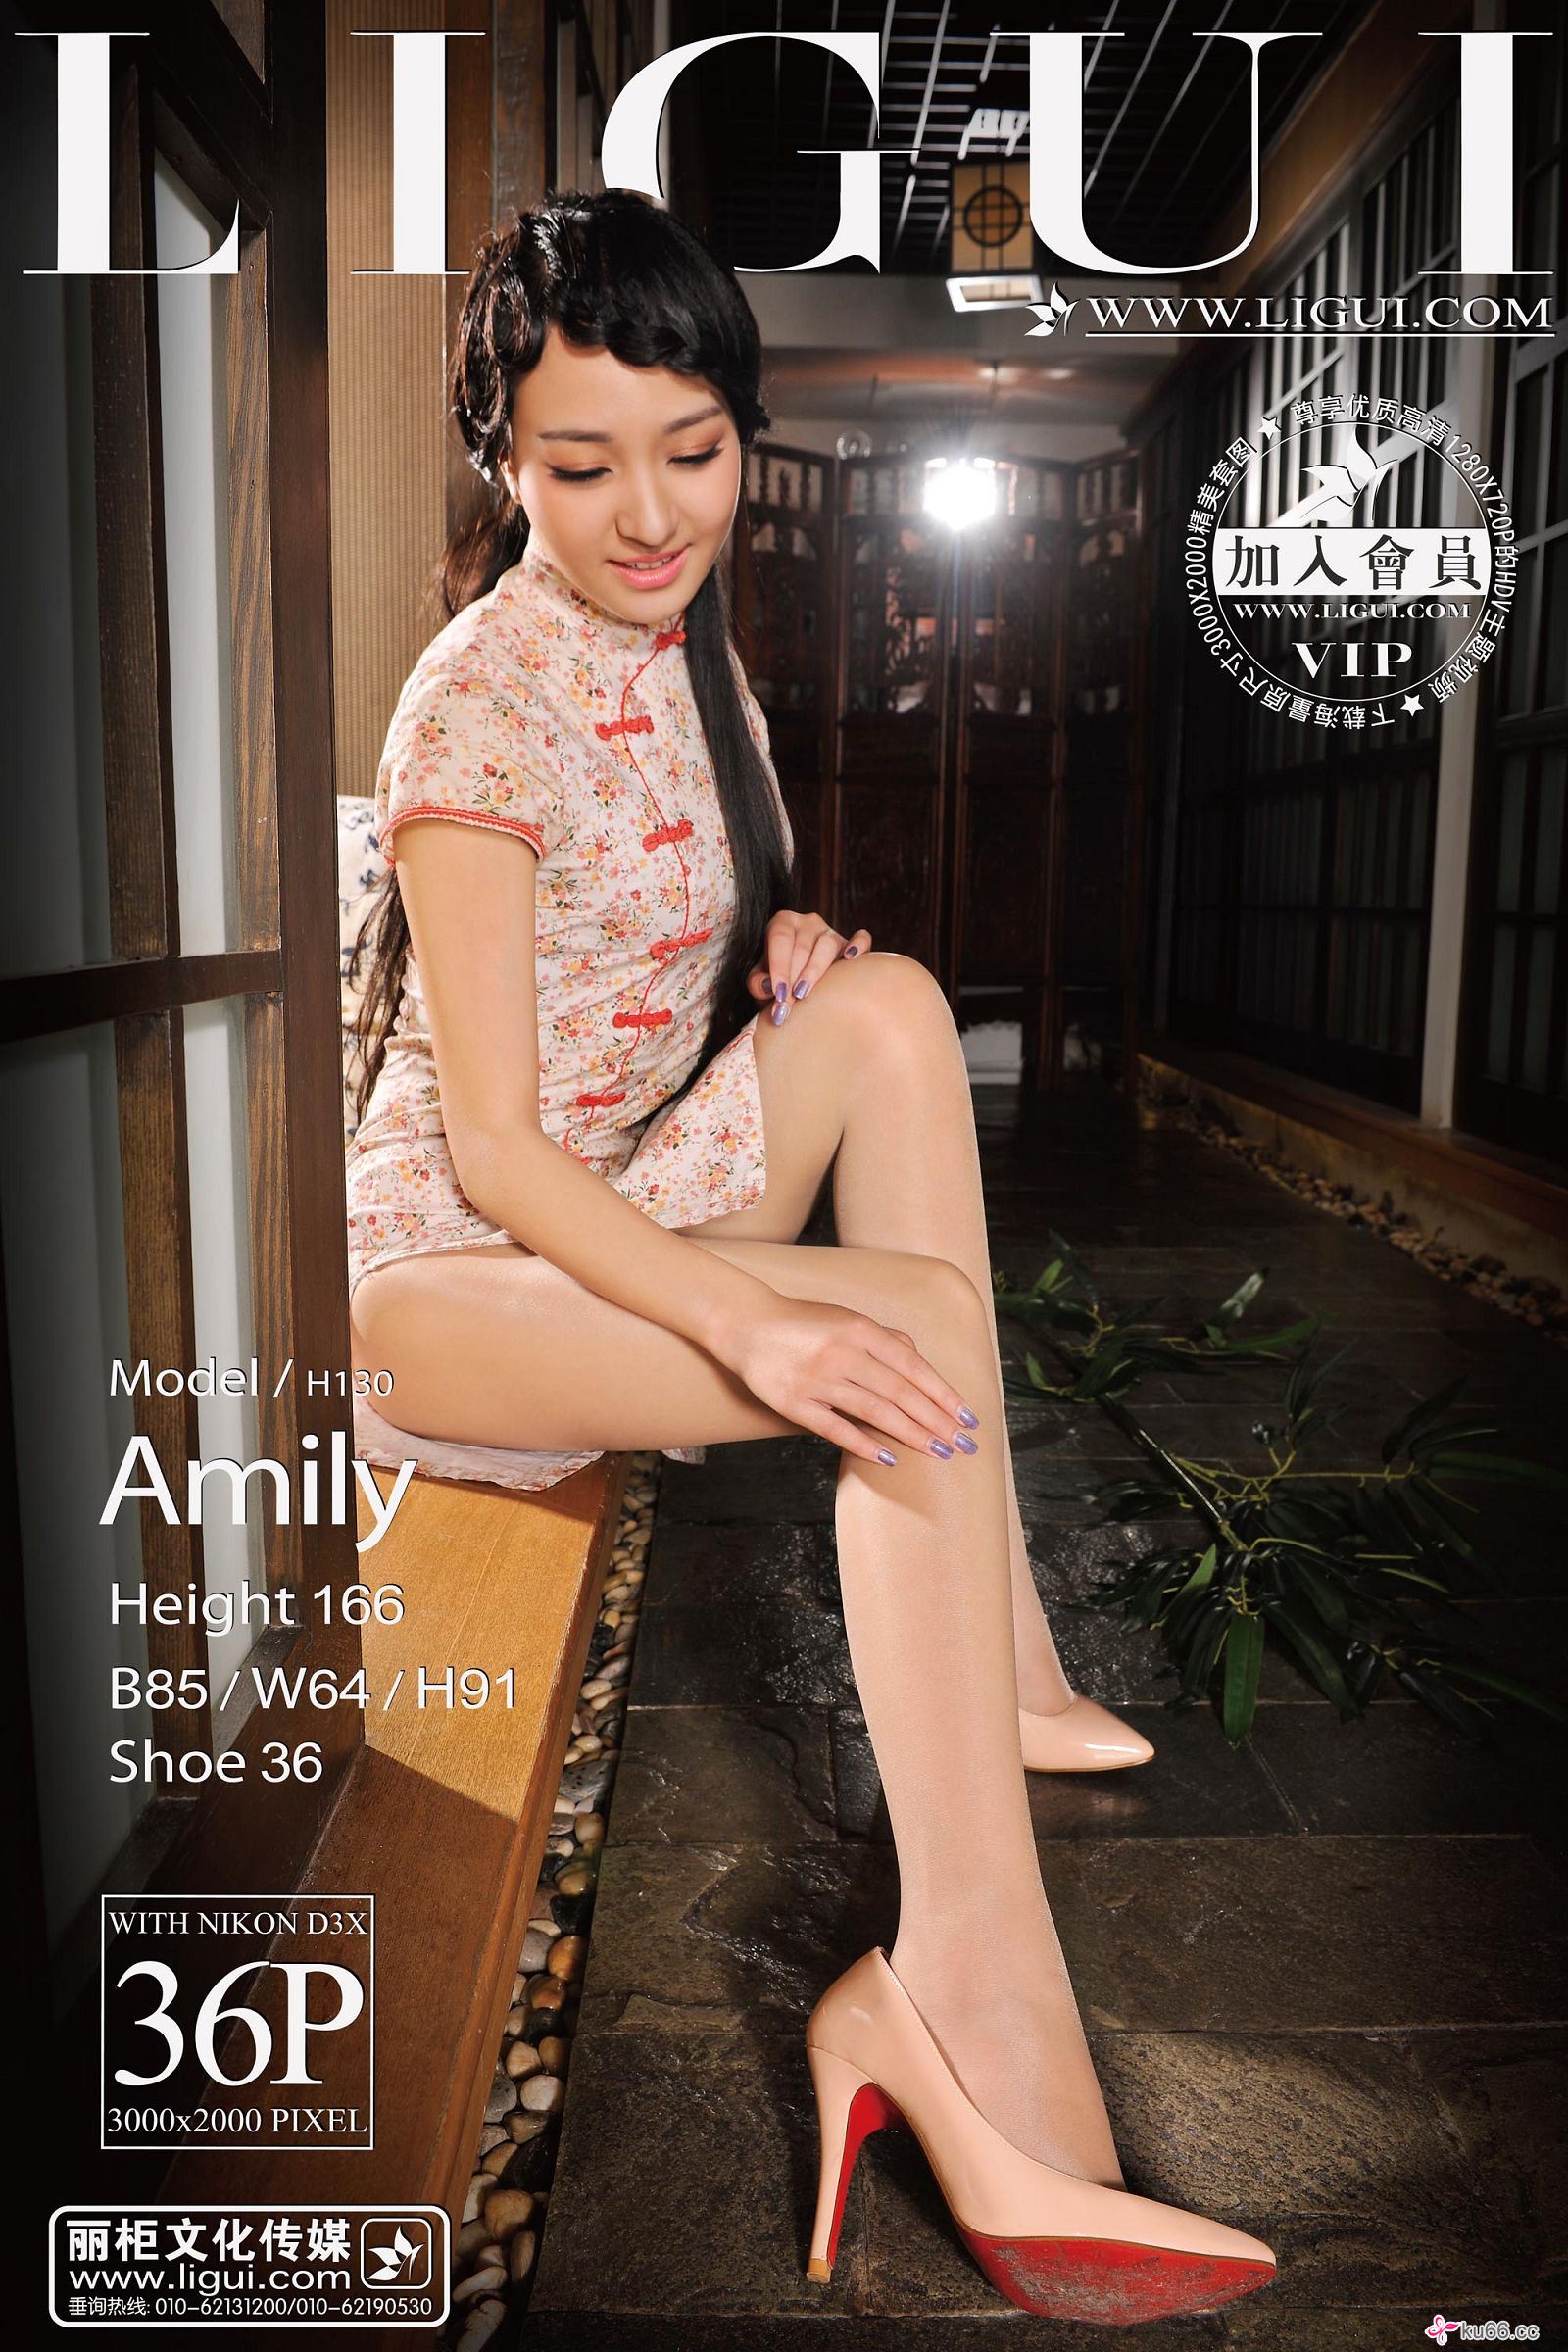 LIGUI
WWW.LIGUI.COM
尊享优质高清1280X720P的HDV主题视频
下载海量原尺寸3000X2000精美套图
加入會員
WWW.LIGUI.COM
VIP
Model / H130
Amily
Height 166
B85 / W64 / H91
Shoe 36
WITH NIKON D3X
36P
3000x2000 PIXEL
丽柜文化传媒
www.ligui.com
垂询热线: 010-62131200/010-62190530
ku66.cc